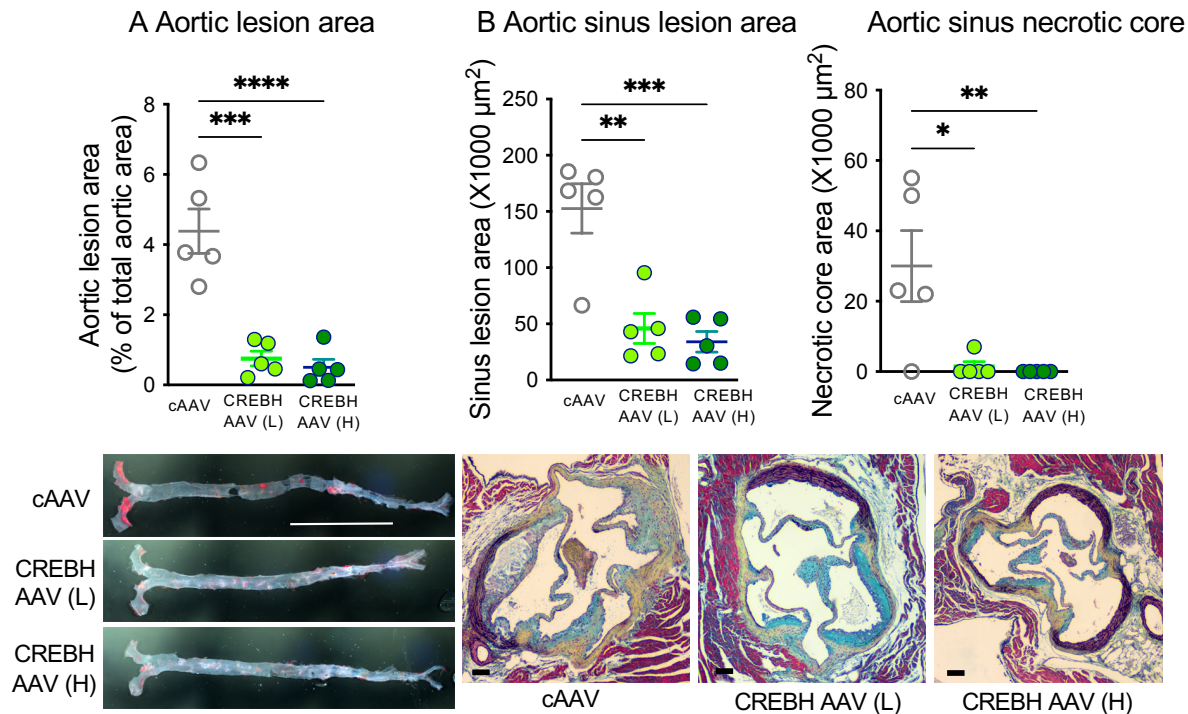 A Aortic lesion area
Aortic lesion area
(% of total aortic area)
8
6
4
2
0
****
***
cAAV
CREBH
AAV (L)
CREBH
AAV (H)
B Aortic sinus lesion area
Sinus lesion area (X1000 µm²)
250
200
150
100
50
0
***
**
cAAV
CREBH
AAV (L)
CREBH
AAV (H)
Aortic sinus necrotic core
Necrotic core area (X1000 µm²)
80
60
40
20
0
**
*
cAAV
CREBH
AAV (L)
CREBH
AAV (H)
cAAV
CREBH
AAV (L)
CREBH
AAV (H)
cAAV
CREBH AAV (L)
CREBH AAV (H)